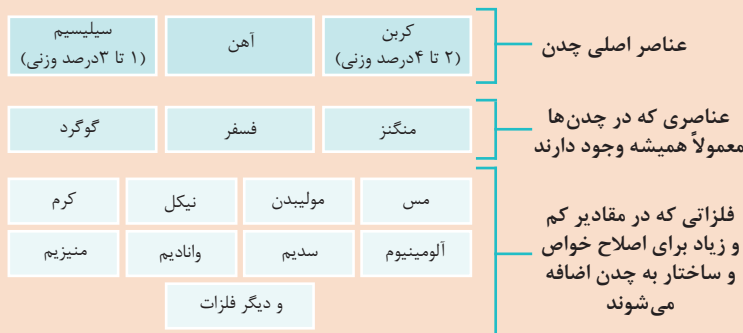 عناصر اصلی چدن
کربن
(۲ تا ۴درصد وزنی)
آهن
سیلیسیم
(۱ تا ۳درصد وزنی)
عناصری که در چدن‌ها
معمولاً همیشه وجود دارند
منگنز
فسفر
گوگرد
فلزاتی که در مقادیر کم
و زیاد برای اصلاح خواص
و ساختار به چدن اضافه
می‌شوند
مس
مولیبدن
نیکل
کرم
آلومینیوم
سدیم
وانادیم
منیزیم
و دیگر فلزات